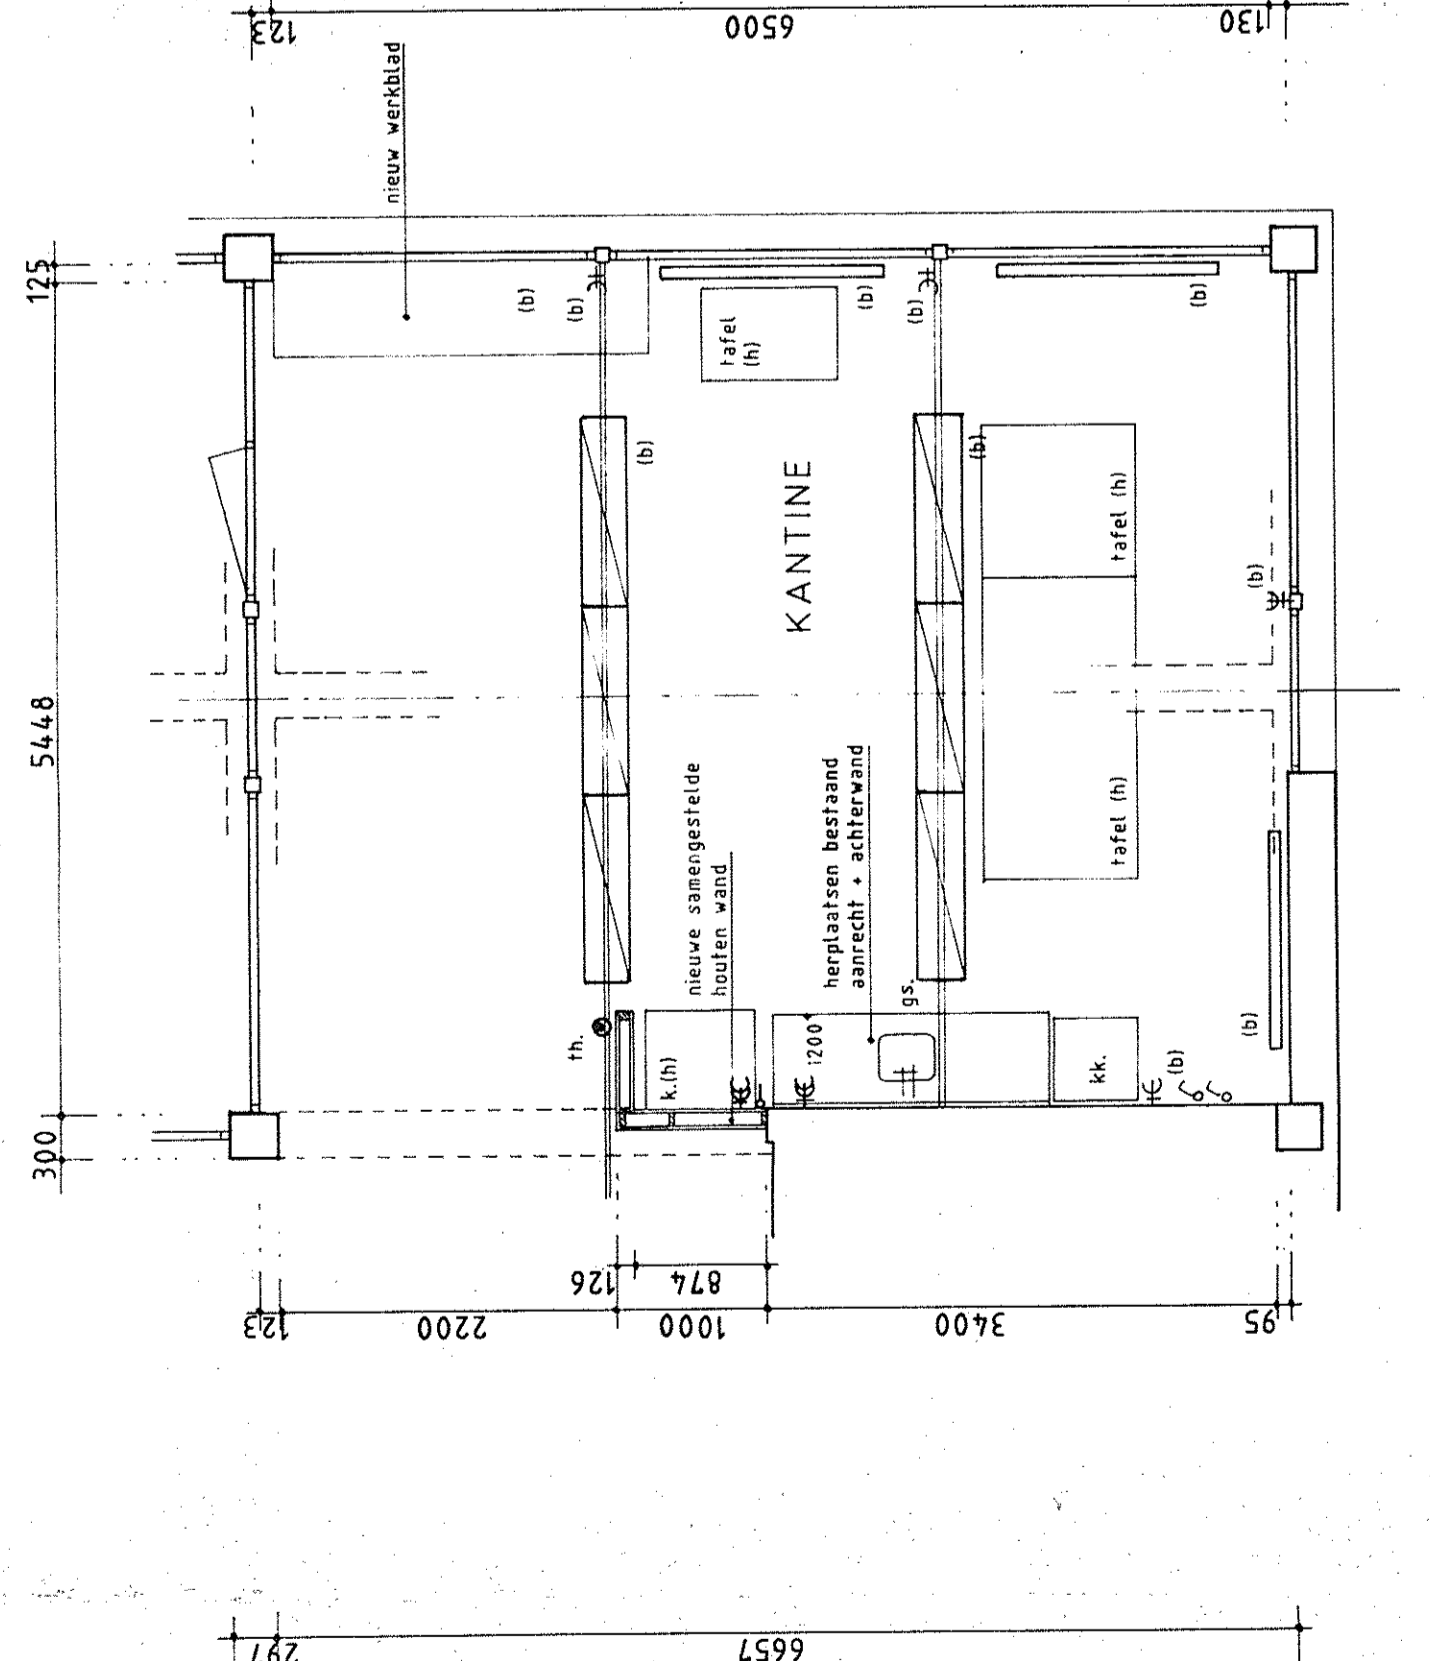 123
6500
130
nieuw werkblad
125
5448
300
(b)
(b)
tafel
(h)
(b)
(b)
(b)
(b)
(b)
KANTINE
tafel (h)
tafel (h)
(b)
nieuwe samengestelde
houten wand
herplaatsen bestaand
aanrecht + achterwand
th.
k.(h)
1200
gs.
kk.
(b)
(b)
126
874
123
2200
1000
3400
95
297
6657